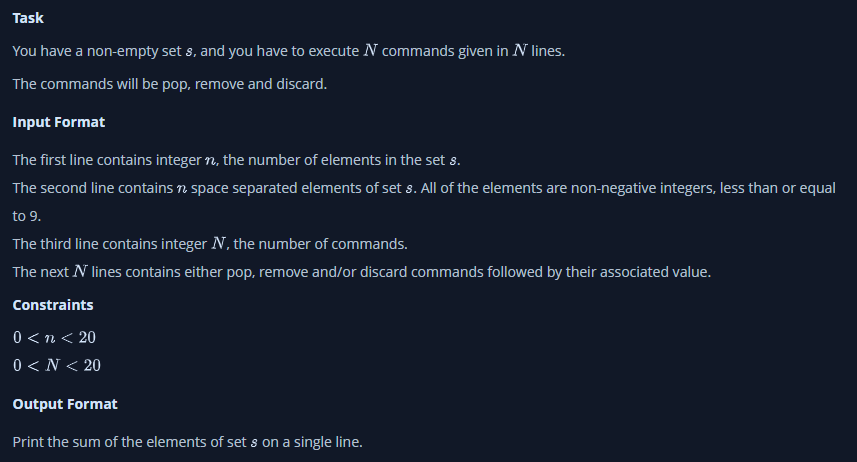 Task
You have a non-empty set s, and you have to execute N commands given in N lines.
The commands will be pop, remove and discard.
Input Format
The first line contains integer n, the number of elements in the set s.
The second line contains n space separated elements of set s. All of the elements are non-negative integers, less than or equal
to 9.
The third line contains integer N, the number of commands.
The next N lines contains either pop, remove and/or discard commands followed by their associated value.
Constraints
0 < n < 20
0 < N < 20
Output Format
Print the sum of the elements of set s on a single line.